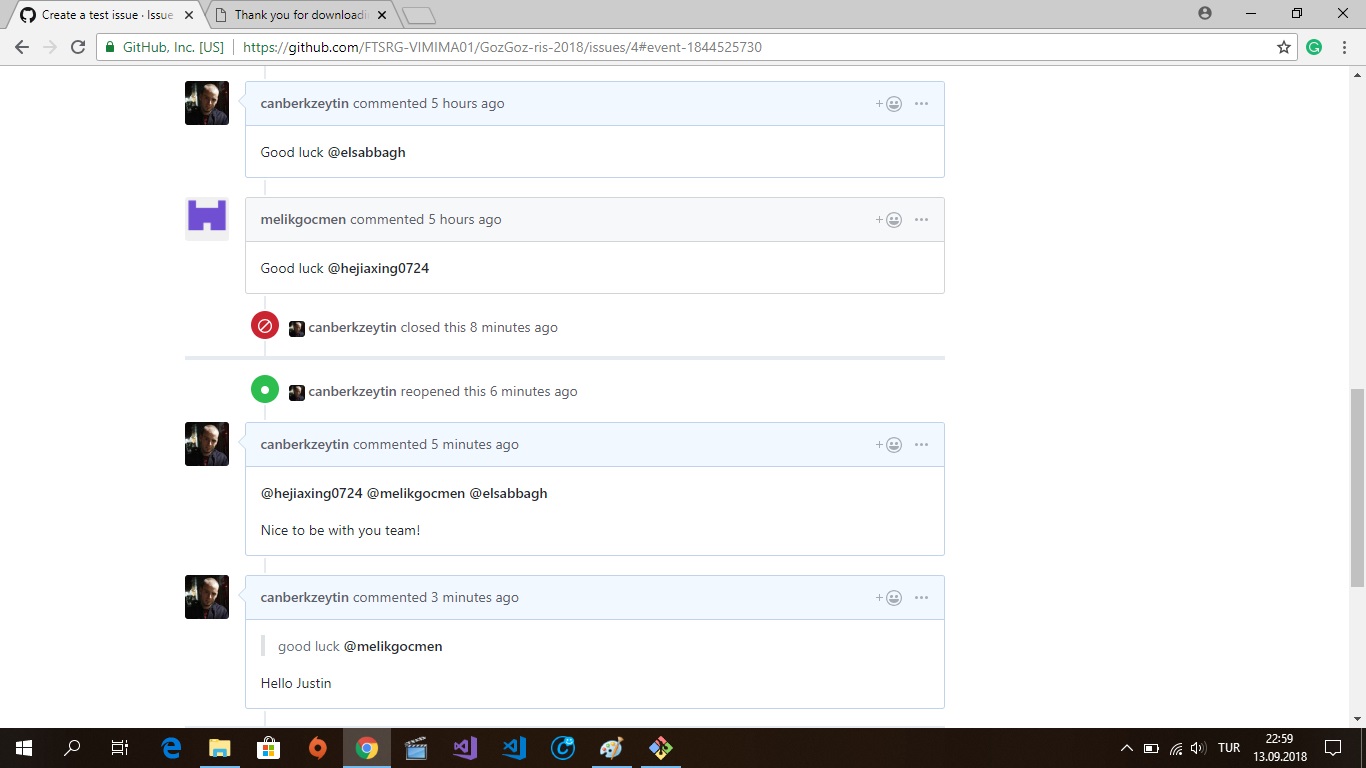 Create a test issue · Issue
Thank you for downloadi
GitHub, Inc. [US]
https://github.com/FTSRG-VIMIMA01/GozGoz-ris-2018/issues/4#event-1844525730
canberkzeytin commented 5 hours ago
Good luck @elsabbagh
melikgocmen commented 5 hours ago
Good luck @hejiaxing0724
canberkzeytin closed this 8 minutes ago
canberkzeytin reopened this 6 minutes ago
canberkzeytin commented 5 minutes ago
@hejiaxing0724 @melikgocmen @elsabbagh
Nice to be with you team!
canberkzeytin commented 3 minutes ago
good luck @melikgocmen
Hello Justin
TUR
22:59
13.09.2018